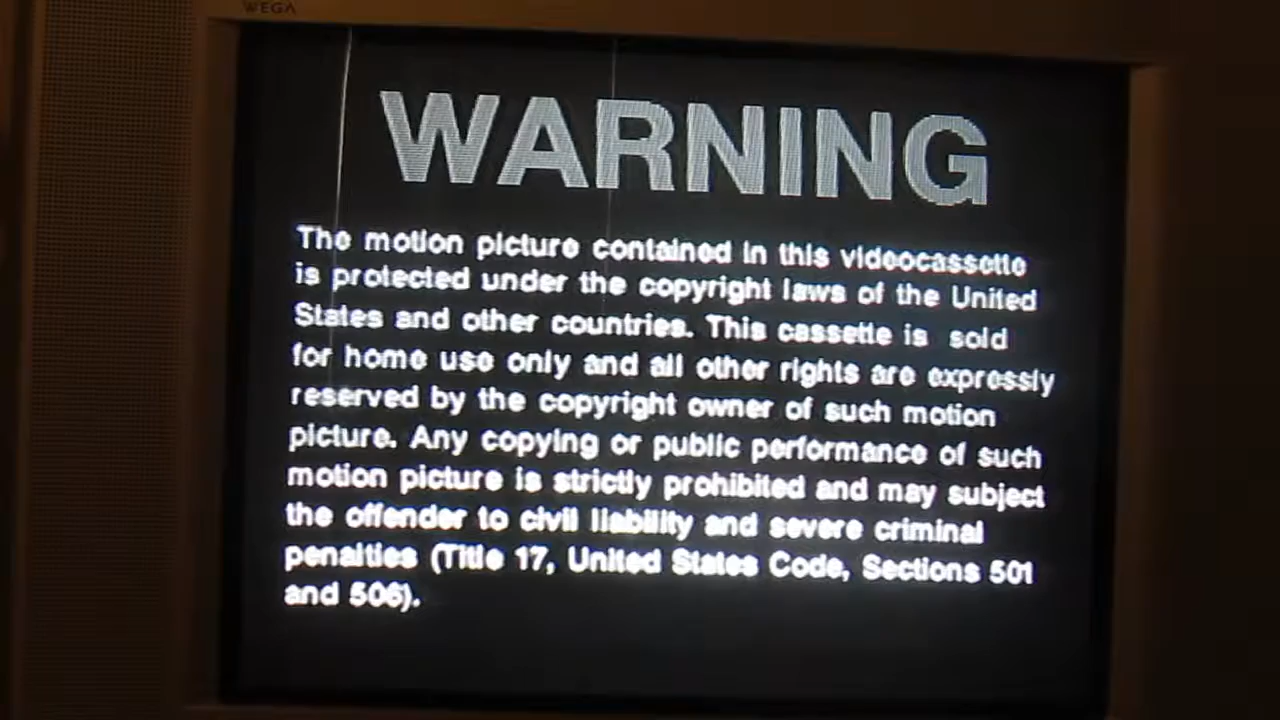 WEGA
WARNING
The motion picture contained in this videocassette
is protected under the copyright laws of the United
States and other countries. This cassette is sold
for home use only and all other rights are expressly
reserved by the copyright owner of such motion
picture. Any copying or public performance of such
motion picture is strictly prohibited and may subject
the offender to civil liability and severe criminal
penalties (Title 17, United States Code, Sections 501
and 506).